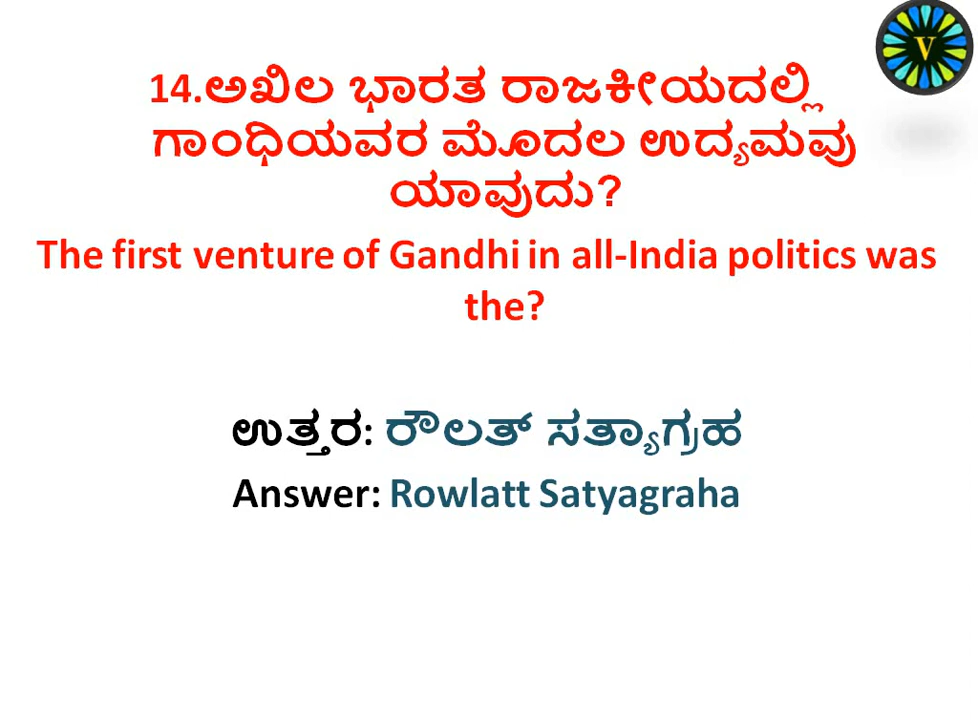 V
14.ಅಖಿಲ ಭಾರತ ರಾಜಕೀಯದಲ್ಲಿ
ಗಾಂಧಿಯವರ ಮೊದಲ ಉದ್ಯಮವು
ಯಾವುದು?
The first venture of Gandhi in all-India politics was
the?
ಉತ್ತರ: ರೌಲತ್ ಸತ್ಯಾಗ್ರಹ
Answer: Rowlatt Satyagraha